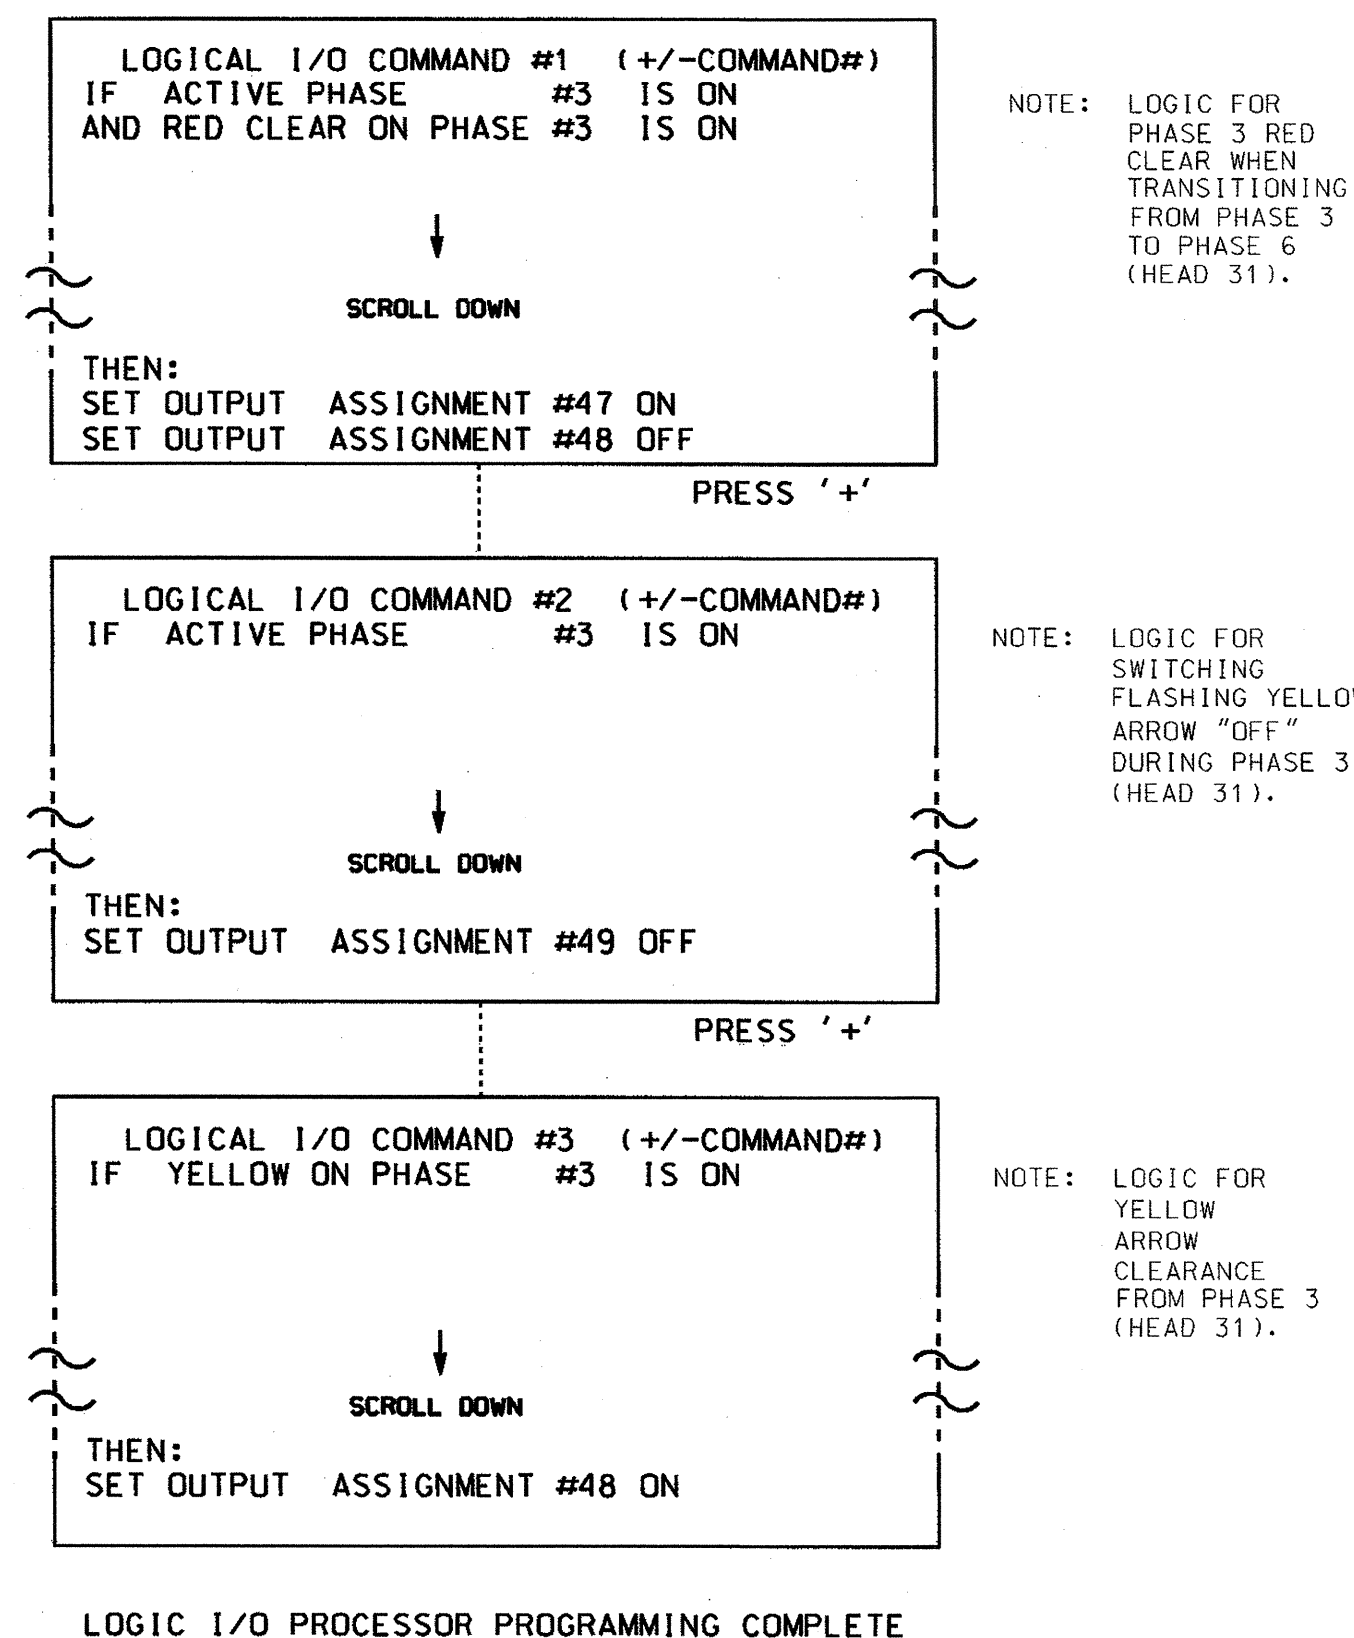 LOGICAL I/O COMMAND #1 (+/-COMMAND#)
IF ACTIVE PHASE #3 IS ON
AND RED CLEAR ON PHASE #3 IS ON
SCROLL DOWN
THEN:
SET OUTPUT ASSIGNMENT #47 ON
SET OUTPUT ASSIGNMENT #48 OFF
NOTE: LOGIC FOR
PHASE 3 RED
CLEAR WHEN
TRANSITIONING
FROM PHASE 3
TO PHASE 6
(HEAD 31).
PRESS '+'
LOGICAL I/O COMMAND #2 (+/-COMMAND#)
IF ACTIVE PHASE #3 IS ON
SCROLL DOWN
THEN:
SET OUTPUT ASSIGNMENT #49 OFF
NOTE: LOGIC FOR
SWITCHING
FLASHING YELLO
ARROW "OFF"
DURING PHASE 3
(HEAD 31).
PRESS '+'
LOGICAL I/O COMMAND #3 (+/-COMMAND#)
IF YELLOW ON PHASE #3 IS ON
SCROLL DOWN
THEN:
SET OUTPUT ASSIGNMENT #48 ON
NOTE: LOGIC FOR
YELLOW
ARROW
CLEARANCE
FROM PHASE 3
(HEAD 31).
LOGIC I/O PROCESSOR PROGRAMMING COMPLETE